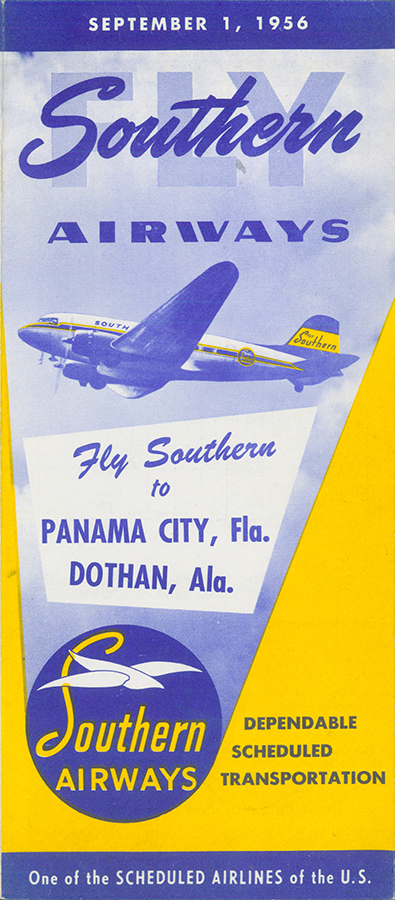 SEPTEMBER 1, 1956
FLY
Southern
AIRWAYS
SOUTH
Fly Southern
Fly Southern
to
PANAMA CITY, Fla.
DOTHAN, Ala.
Southern
AIRWAYS
DEPENDABLE
SCHEDULED
TRANSPORTATION
One of the SCHEDULED AIRLINES of the U.S.